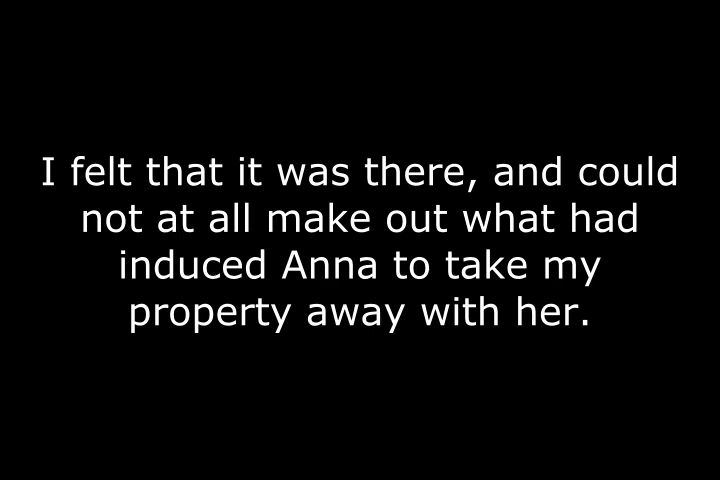 I felt that it was there, and could
not at all make out what had
induced Anna to take my
property away with her.